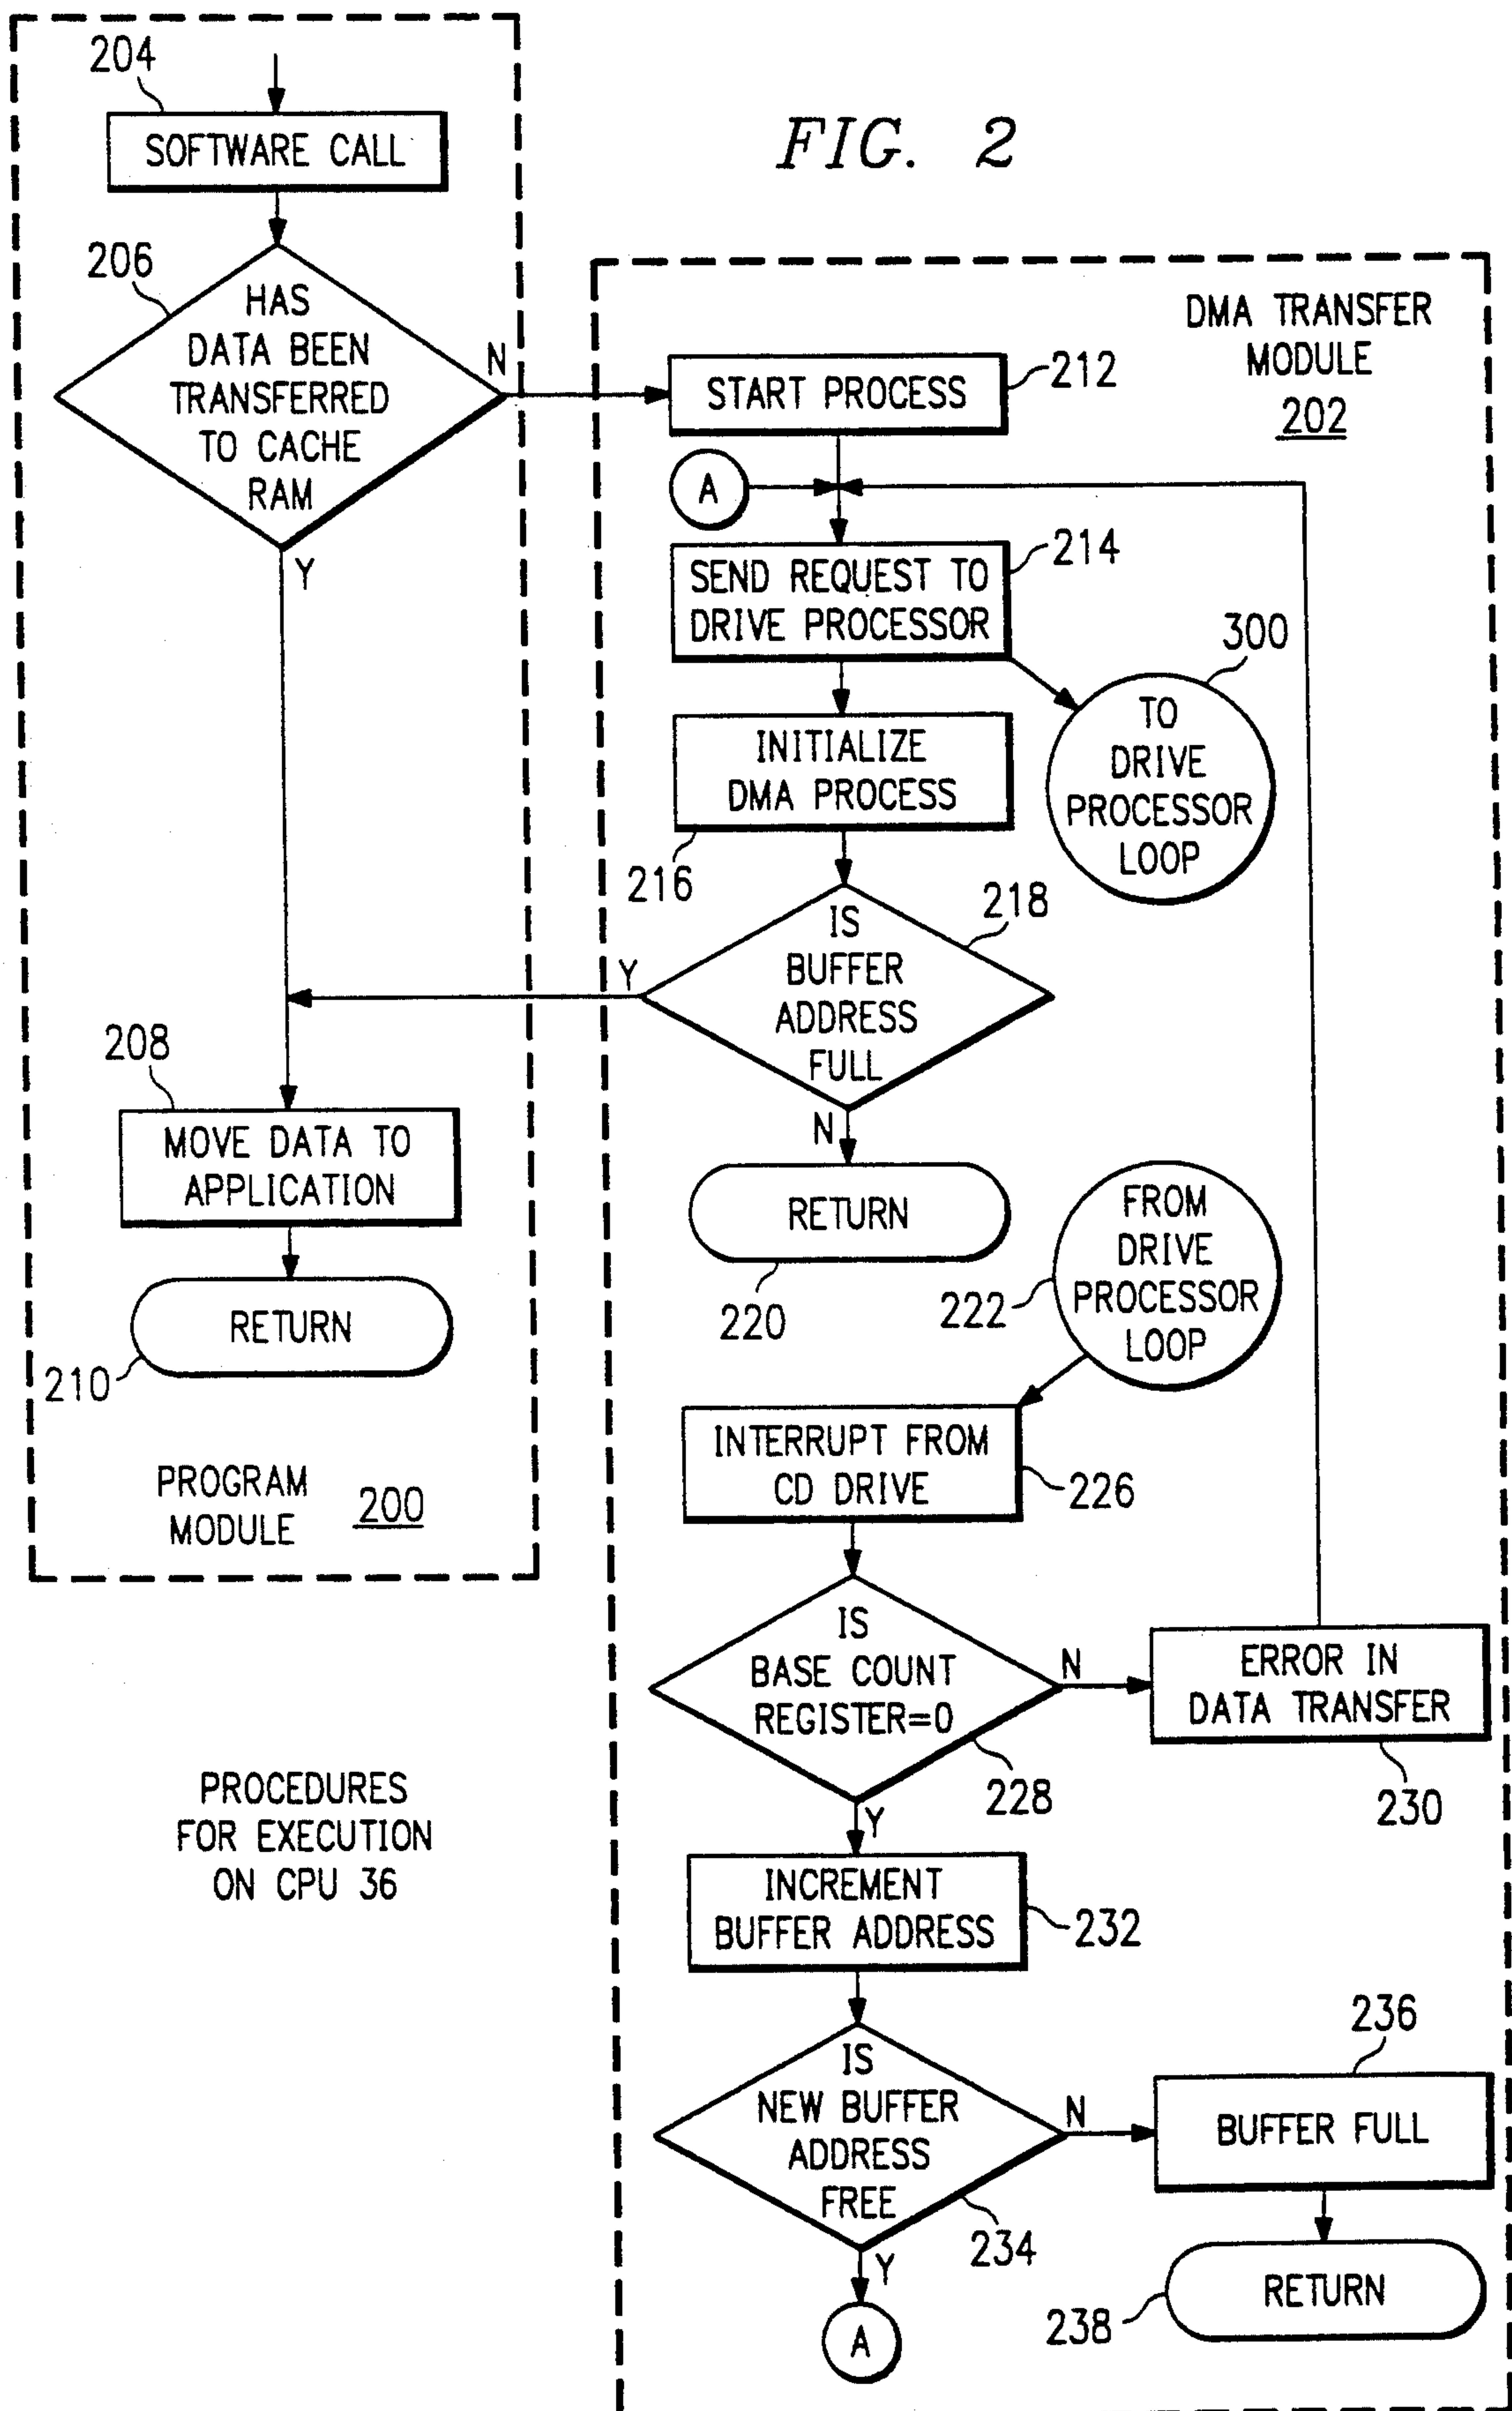 FIG. 2
204
SOFTWARE CALL
206
HAS
DATA BEEN
TRANSFERRED
TO CACHE
RAM
N
Y
208
MOVE DATA TO
APPLICATION
RETURN
210
PROGRAM
MODULE 200
PROCEDURES
FOR EXECUTION
ON CPU 36
DMA TRANSFER
MODULE
202
START PROCESS
212
A
SEND REQUEST TO
DRIVE PROCESSOR
214
300
TO
DRIVE
PROCESSOR
LOOP
INITIALIZE
DMA PROCESS
216
218
IS
BUFFER
ADDRESS
FULL
Y
N
RETURN
220
FROM
DRIVE
PROCESSOR
LOOP
222
INTERRUPT FROM
CD DRIVE
226
IS
BASE COUNT
REGISTER=0
N
228
Y
ERROR IN
DATA TRANSFER
230
INCREMENT
BUFFER ADDRESS
232
IS
NEW BUFFER
ADDRESS
FREE
N
234
Y
236
BUFFER FULL
RETURN
238
A